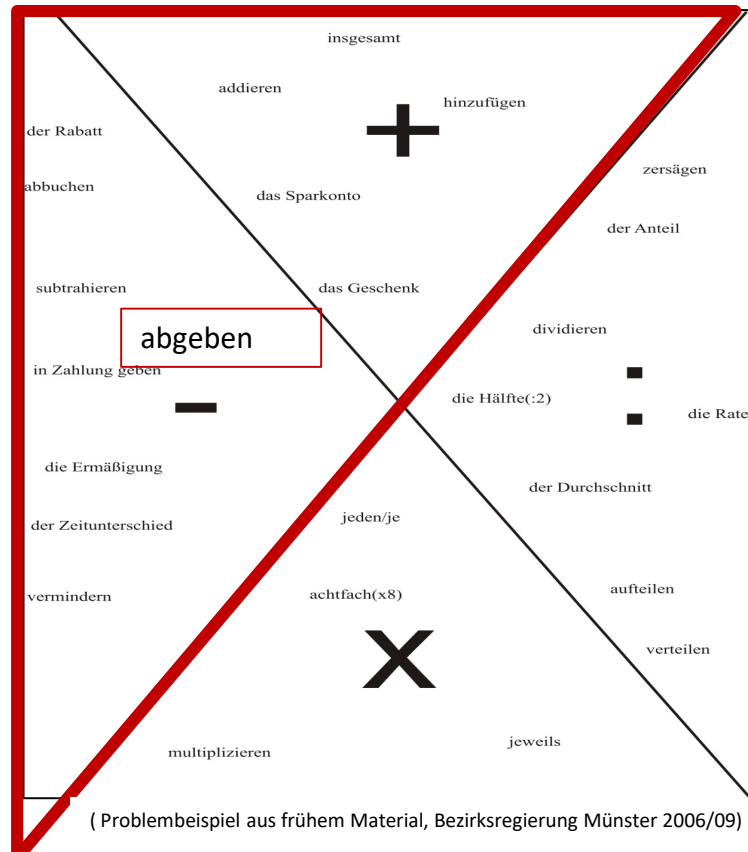 insgesamt
addieren
hinzufügen
+
das Sparkonto
das Geschenk
der Rabatt
abbuchen
subtrahieren
abgeben
in Zahlung geben
-
die Ermäßigung
der Zeitunterschied
vermindern
zersägen
der Anteil
dividieren
die Hälfte(:2)
:
die Rate
der Durchschnitt
aufteilen
verteilen
jeden/je
achtfach(x8)
X
multiplizieren
jeweils
( Problembeispiel aus frühem Material, Bezirksregierung Münster 2006/09)